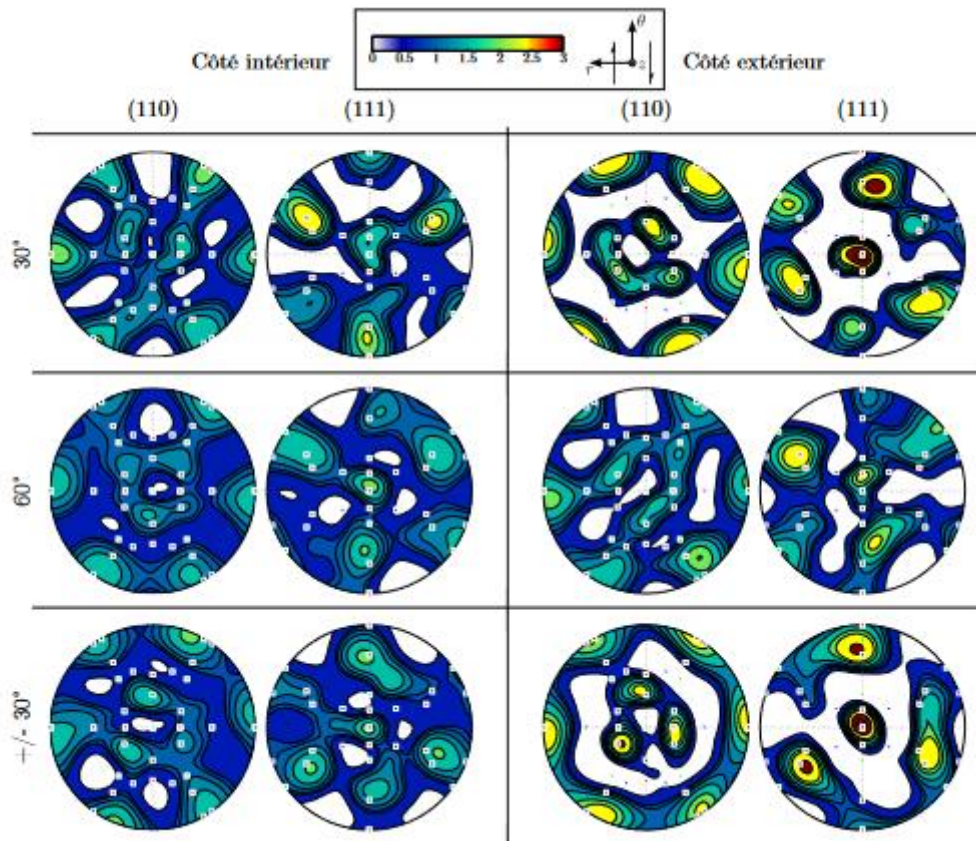 θ
r z
0 0.5 1 1.5 2 2.5 3
Côté intérieur Côté extérieur
(110) (111) (110) (111)
30°
60°
+/- 30°